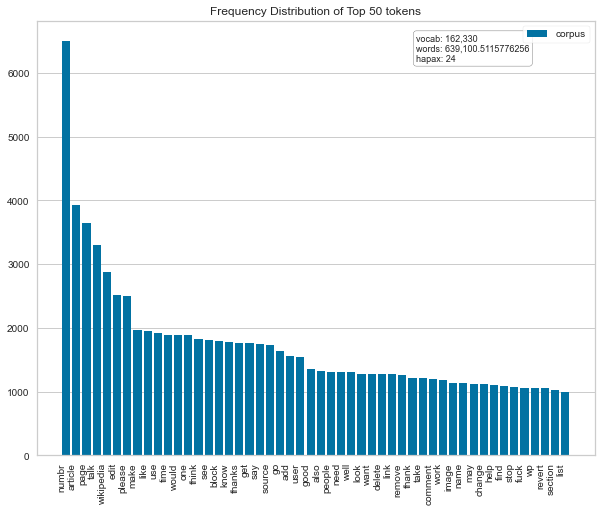 Frequency Distribution of Top 50 tokens
vocab: 162,330
words: 639,100.5115776256
hapax: 24
corpus
6000
5000
4000
3000
2000
1000
0
numbr
article
page
talk
wikipedia
edit
please
make
like
use
time
would
one
think
see
block
know
thanks
get
say
source
go
add
user
good
also
people
need
well
look
want
delete
link
remove
thank
take
comment
work
image
name
may
change
help
find
stop
fuck
wp
revert
section
list